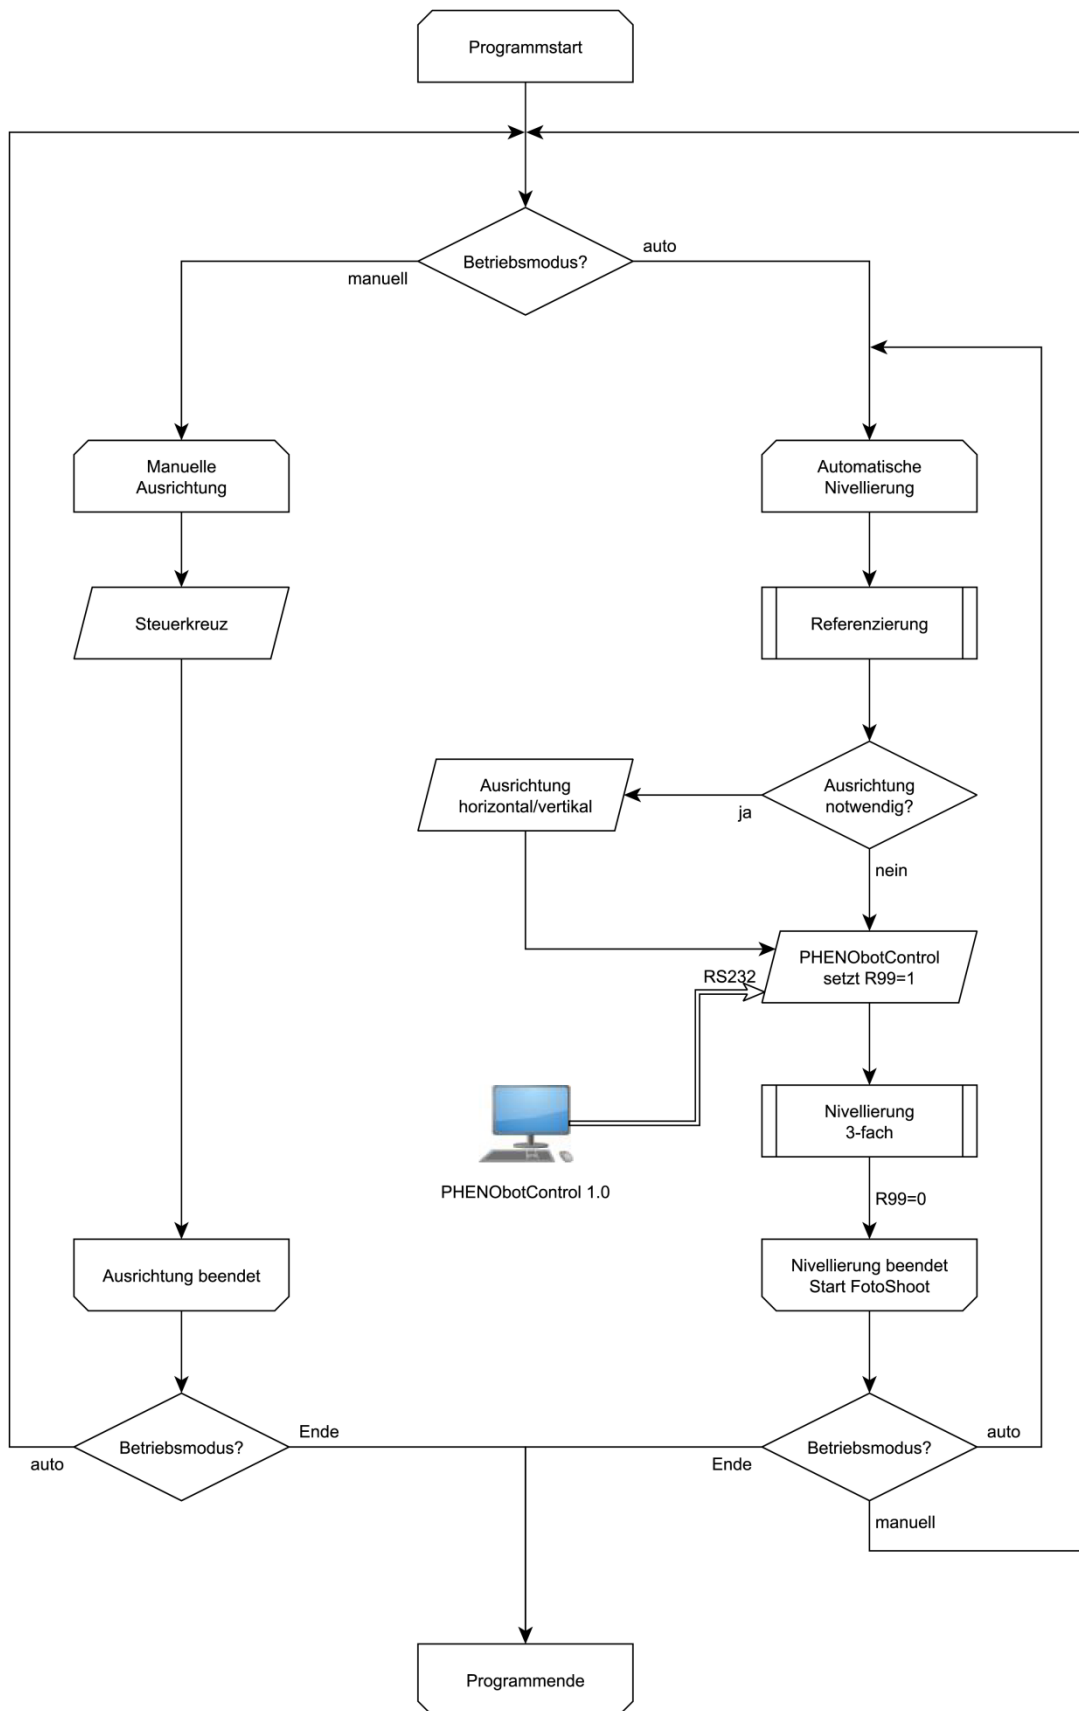 Programmstart
Betriebsmodus?
manuell
auto
Manuelle
Ausrichtung
Automatische
Nivellierung
Steuerkreuz
Referenzierung
Ausrichtung
horizontal/vertikal
Ausrichtung
notwendig?
ja
nein
PHENObotControl
setzt R99=1
RS232
Nivellierung
3-fach
PHENObotControl 1.0
R99=0
Ausrichtung beendet
Nivellierung beendet
Start FotoShoot
Betriebsmodus?
auto
Ende
Betriebsmodus?
Ende
auto
manuell
Programmende